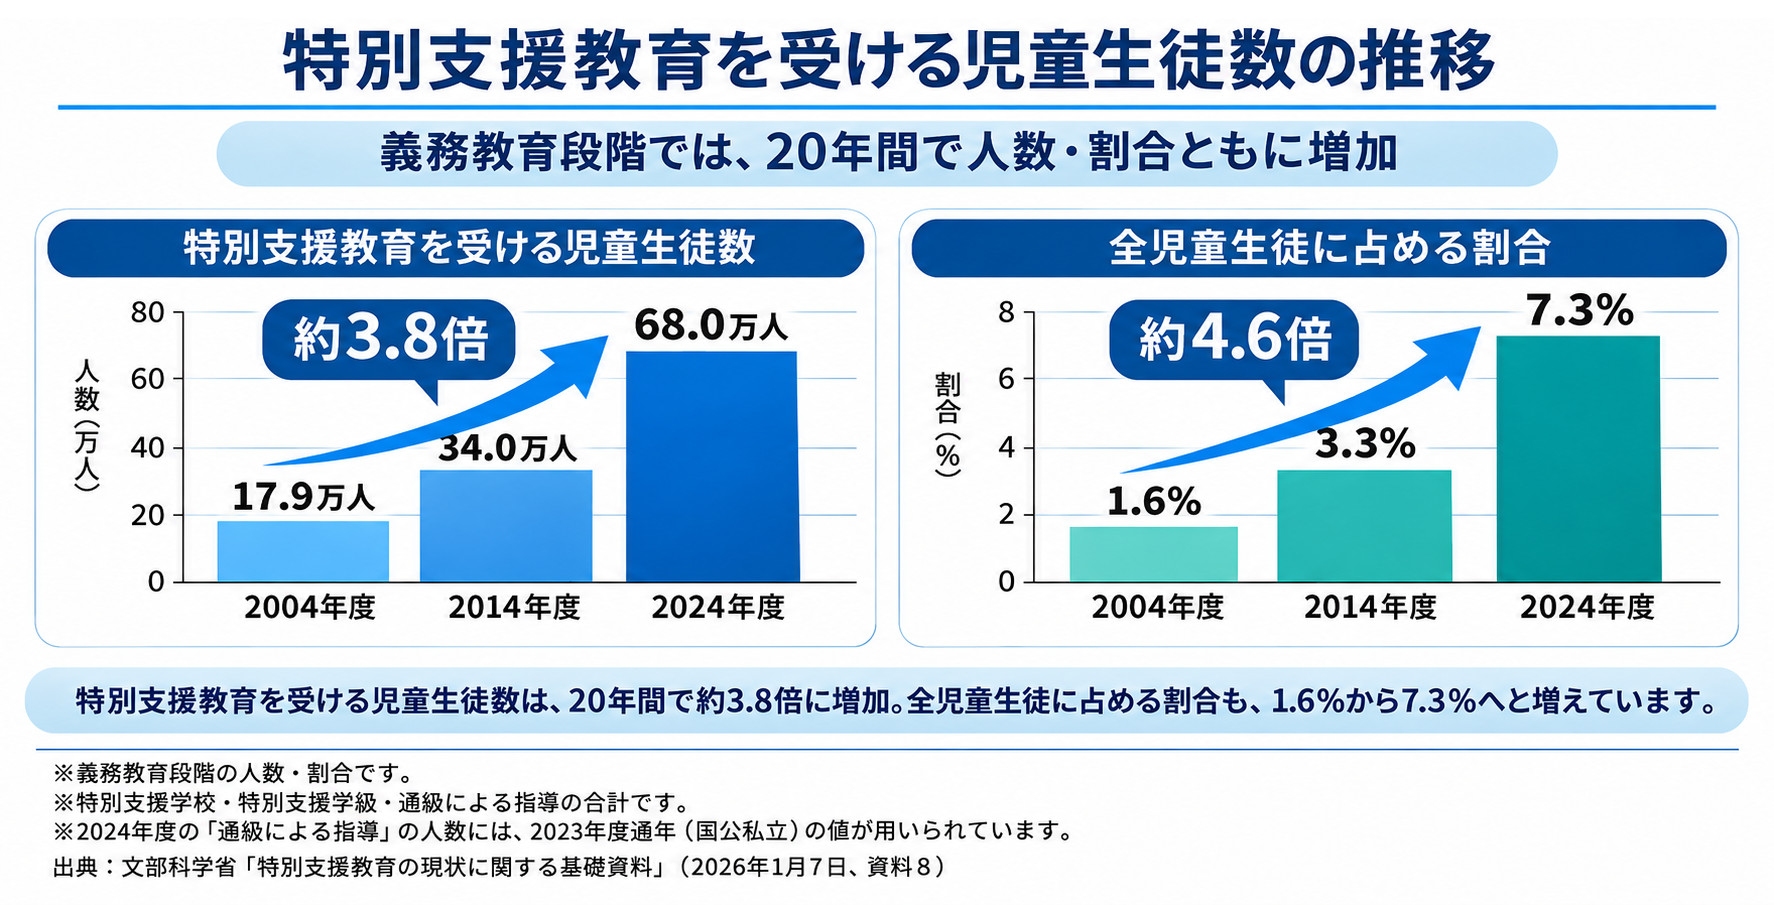 特別支援教育を受ける児童生徒数の推移
義務教育段階では、20年間で人数・割合ともに増加
特別支援教育を受ける児童生徒数
人数（万人）
80
60
40
20
0
約3.8倍
17.9万人
34.0万人
68.0万人
2004年度
2014年度
2024年度
全児童生徒に占める割合
割合（%）
8
6
4
2
0
約4.6倍
1.6%
3.3%
7.3%
2004年度
2014年度
2024年度
特別支援教育を受ける児童生徒数は、20年間で約3.8倍に増加。全児童生徒に占める割合も、1.6%から7.3%へと増えています。
※義務教育段階の人数・割合です。
※特別支援学校・特別支援学級・通級による指導の合計です。
※2024年度の「通級による指導」の人数には、2023年度通年（国公私立）の値が用いられています。
出典：文部科学省「特別支援教育の現状に関する基礎資料」（2026年1月7日、資料８）